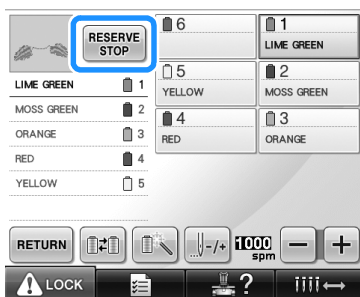 RESERVE
STOP
LIME GREEN 1
MOSS GREEN 2
ORANGE 3
RED 4
YELLOW 5
6
1
LIME GREEN
5
YELLOW
2
MOSS GREEN
4
RED
3
ORANGE
RETURN
-/+
1000
spm
- +
LOCK
?